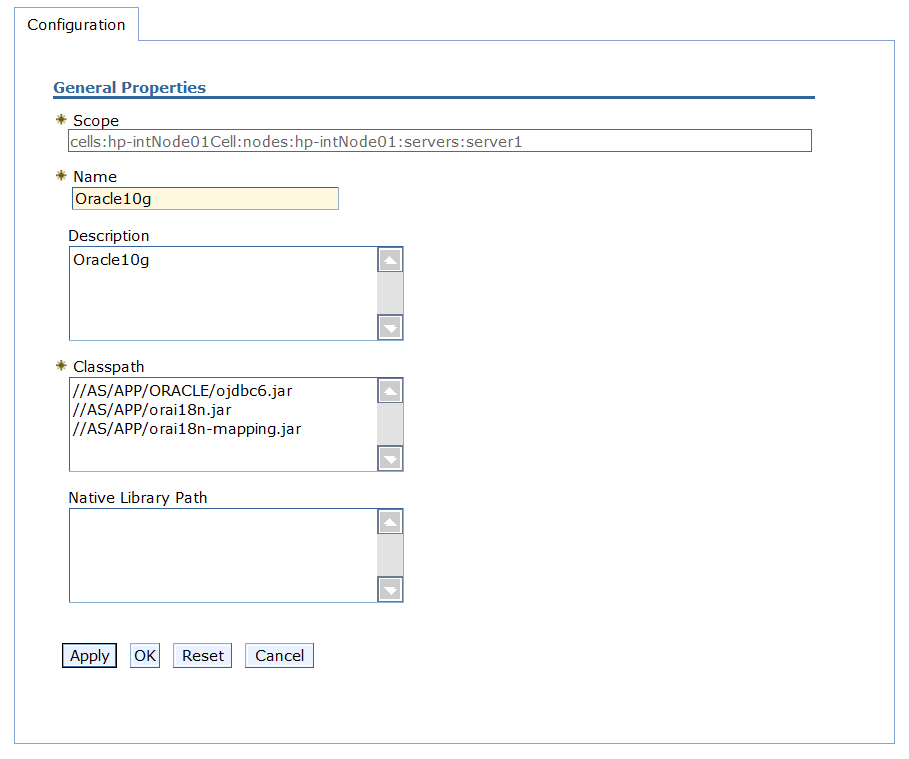 Configuration
General Properties
Scope
cells:hp-intNode01Cell:nodes:hp-intNode01:servers:server1
Name
Oracle10g
Description
Oracle10g
Classpath
//AS/APP/ORACLE/ojdbc6.jar
//AS/APP/orai18n.jar
//AS/APP/orai18n-mapping.jar
Native Library Path
Apply OK Reset Cancel